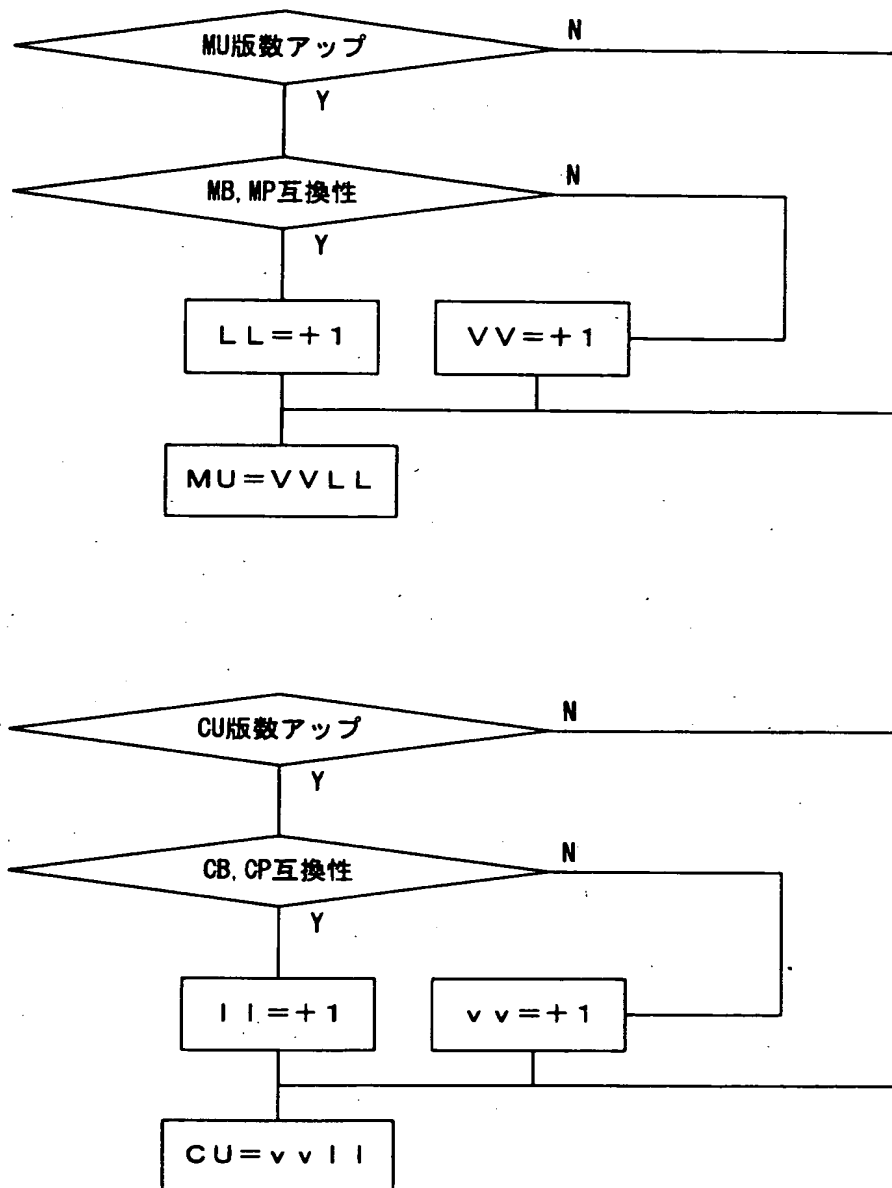 MU版数アップ
N
Y
MB,MP互換性
N
Y
LL=+1
VV=+1
MU=VVLL
CU版数アップ
N
Y
CB,CP互換性
N
Y
ll=+1
vv=+1
CU=vvll